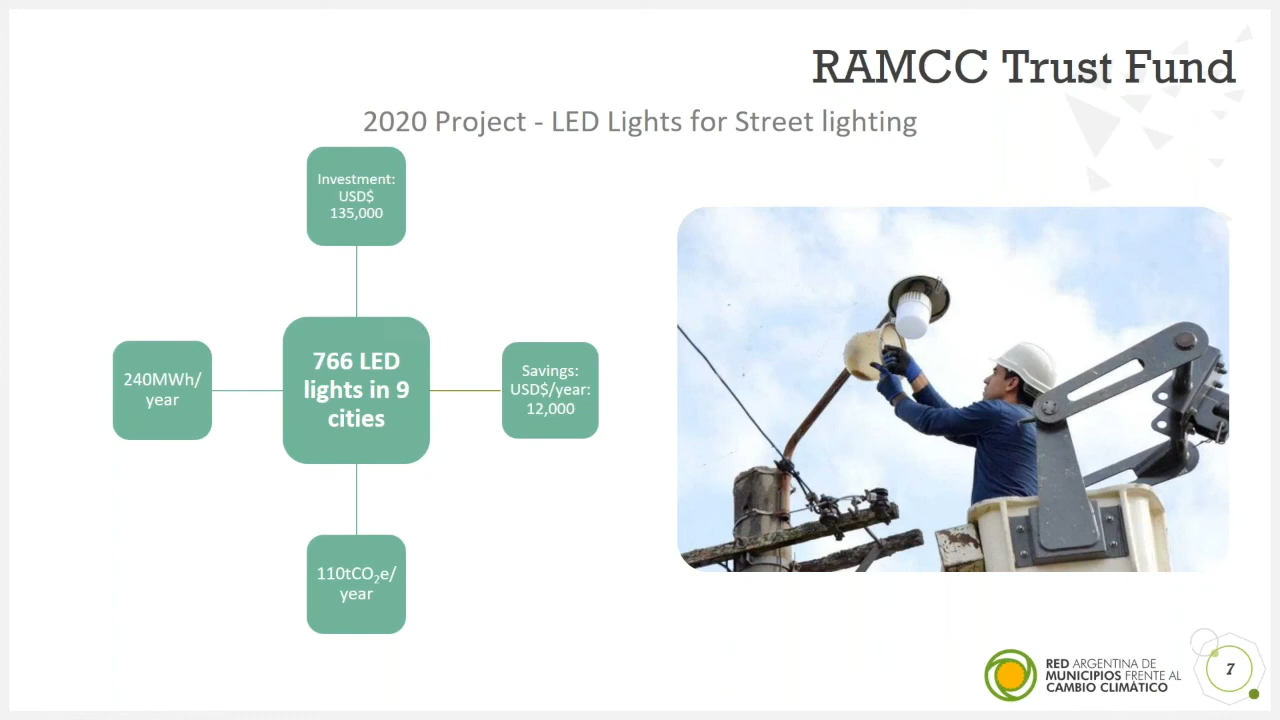 RAMCC Trust Fund
2020 Project - LED Lights for Street lighting
Investment:
USD$
135,000
240MWh/
year
766 LED
lights in 9
cities
Savings:
USD$/year:
12,000
110tCO₂e/
year
RED ARGENTINA DE
MUNICIPIOS FRENTE AL
CAMBIO CLIMÁTICO
7